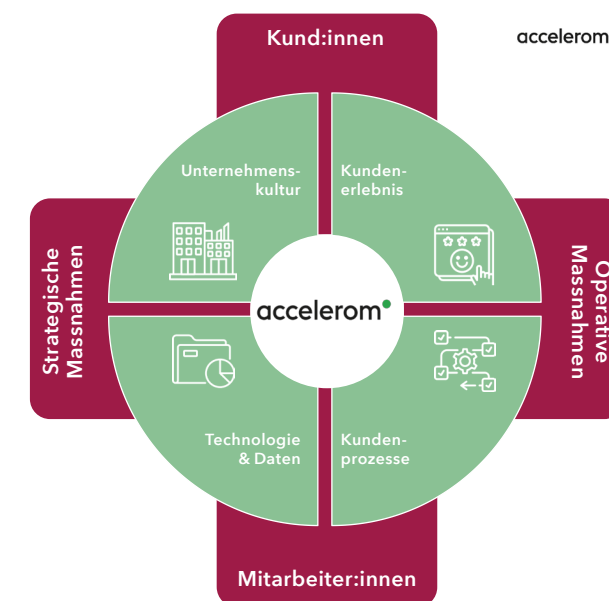 Kund:innen
accelerom
Unternehmens-
kultur
Kunden-
erlebnis
Strategische
Massnahmen
accelerom
Operative
Massnahmen
Technologie
& Daten
Kunden-
prozesse
Mitarbeiter:innen